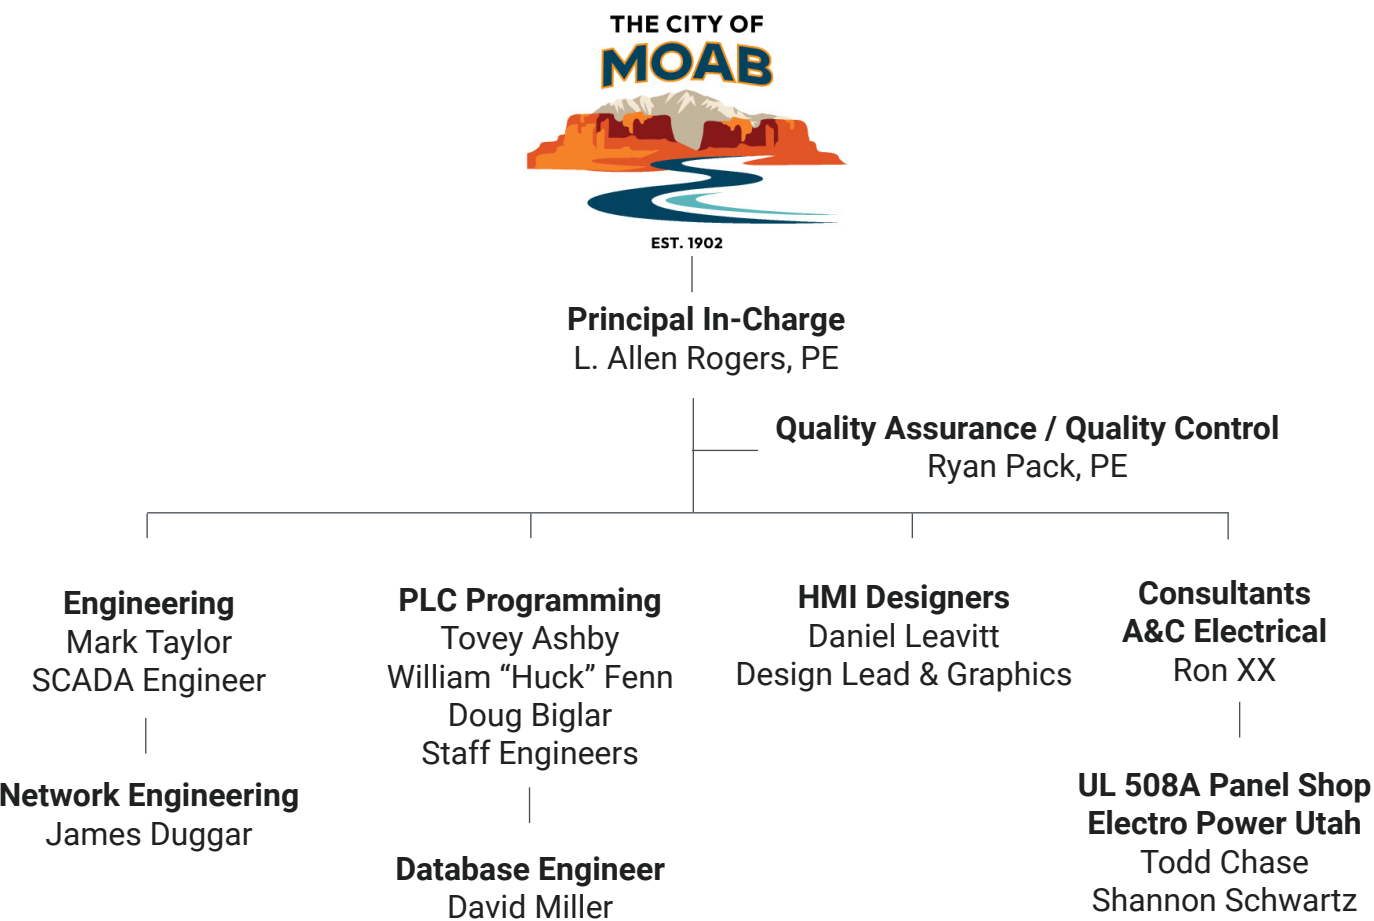 THE CITY OF
MOAB
EST. 1902
Principal In-Charge
L. Allen Rogers, PE
Quality Assurance / Quality Control
Ryan Pack, PE
Engineering
Mark Taylor
SCADA Engineer
Network Engineering
James Duggar
PLC Programming
Tovey Ashby
William “Huck” Fenn
Doug Biglar
Staff Engineers
Database Engineer
David Miller
HMI Designers
Daniel Leavitt
Design Lead & Graphics
Consultants
A&C Electrical
Ron XX
UL 508A Panel Shop
Electro Power Utah
Todd Chase
Shannon Schwartz